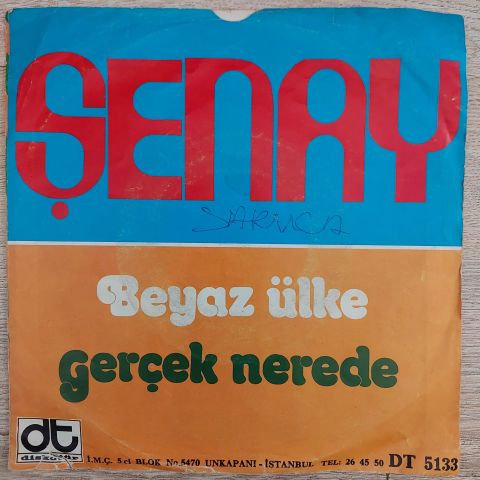 ŞENAY
SARUCA
Beyaz ülke
Gerçek nerede
dt
diskotür
İ.M.Ç. 5 ci BLOK No. 5470 UNKAPANI - İSTANBUL TEL: 26 45 50 DT 5133